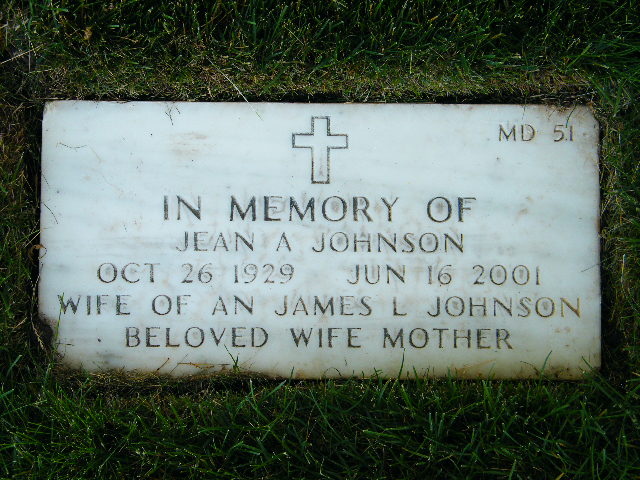 MD 51
IN MEMORY OF
JEAN A JOHNSON
OCT 26 1929 JUN 16 2001
WIFE OF AN JAMES L JOHNSON
BELOVED WIFE MOTHER